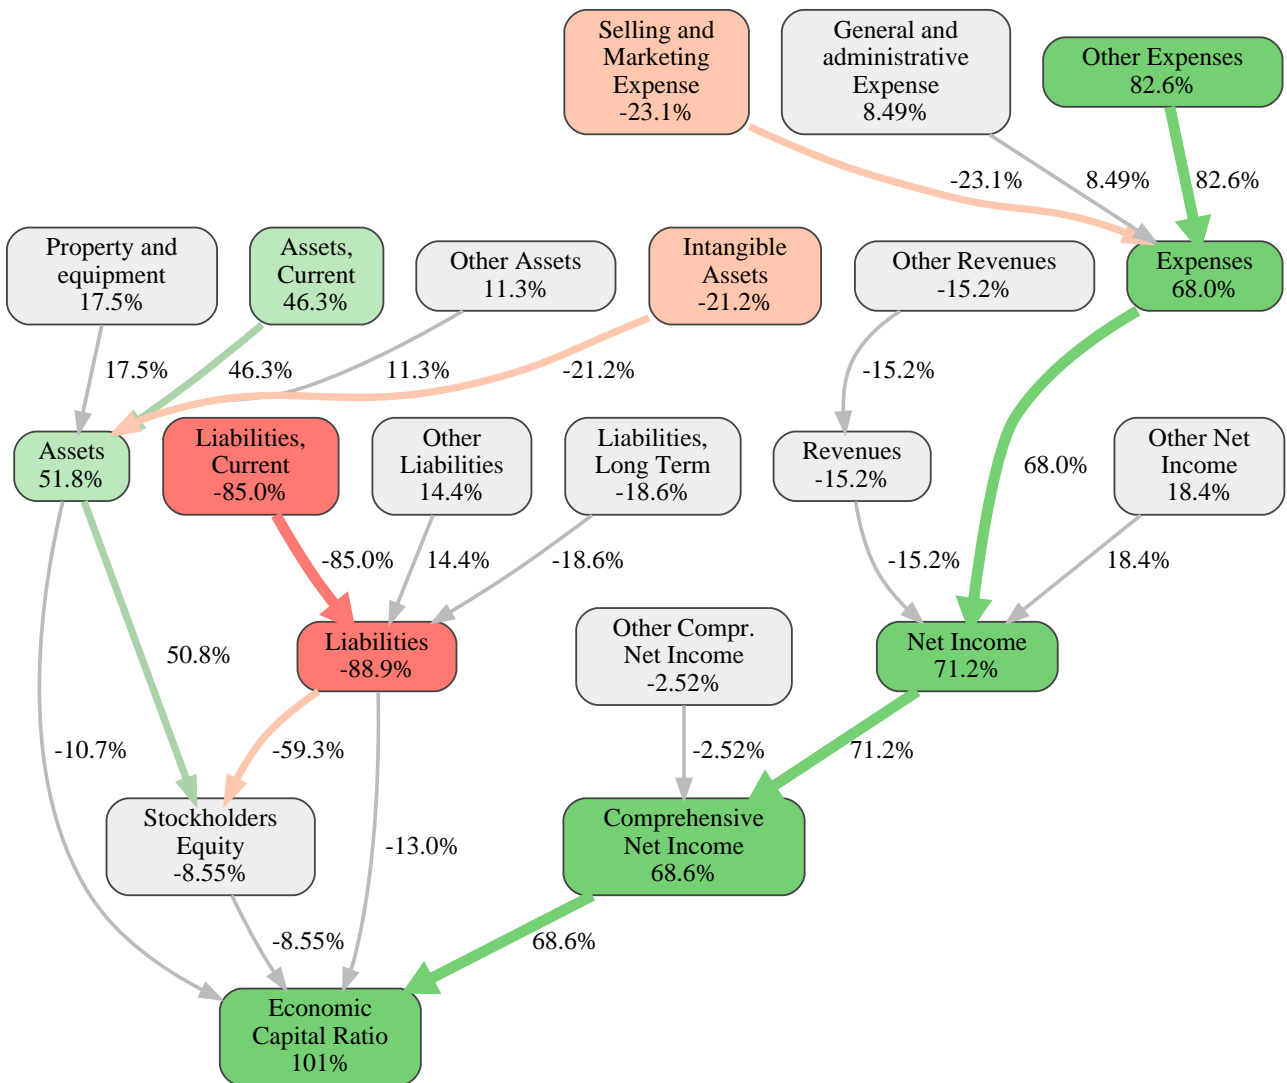 Selling and
Marketing
Expense
-23.1%
General and
administrative
Expense
8.49%
Other Expenses
82.6%
-23.1%
8.49%
82.6%
Property and
equipment
17.5%
Assets,
Current
46.3%
Other Assets
11.3%
Intangible
Assets
-21.2%
Other Revenues
-15.2%
Expenses
68.0%
17.5%
46.3%
11.3%
-21.2%
-15.2%
68.0%
Assets
51.8%
Liabilities,
Current
-85.0%
Other
Liabilities
14.4%
Liabilities,
Long Term
-18.6%
Revenues
-15.2%
Other Net
Income
18.4%
-85.0%
14.4%
-18.6%
-15.2%
18.4%
50.8%
Liabilities
-88.9%
Other Compr.
Net Income
-2.52%
Net Income
71.2%
-10.7%
-59.3%
-13.0%
-2.52%
71.2%
Stockholders
Equity
-8.55%
Comprehensive
Net Income
68.6%
-8.55%
68.6%
Economic
Capital Ratio
101%